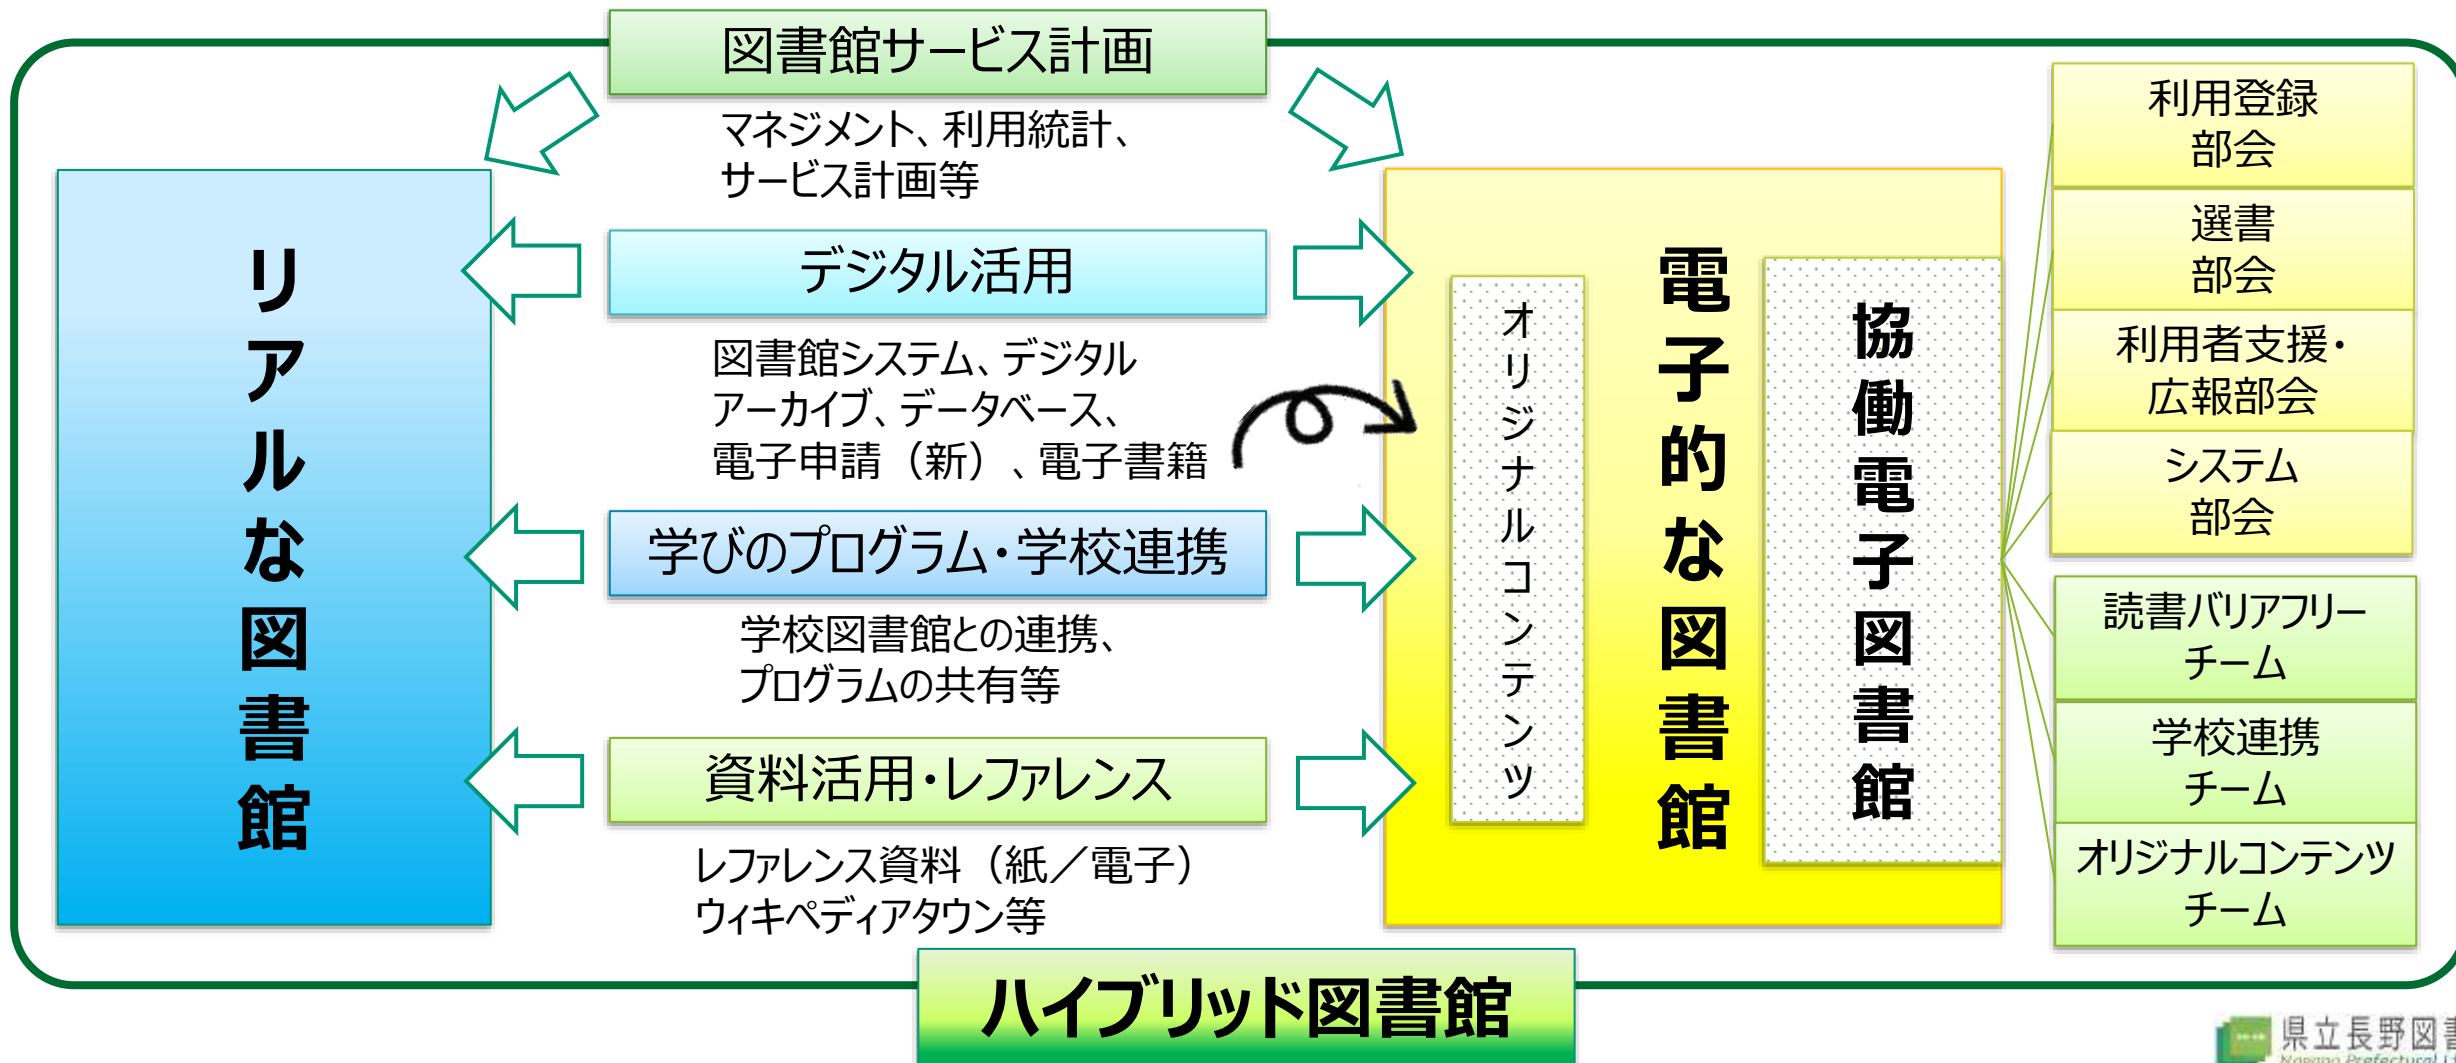 図書館サービス計画
マネジメント、利用統計、
サービス計画等
リアルな図書館
デジタル活用
図書館システム、デジタル
アーカイブ、データベース、
電子申請（新）、電子書籍
学びのプログラム・学校連携
学校図書館との連携、
プログラムの共有等
資料活用・レファレンス
レファレンス資料（紙／電子）
ウィキペディアタウン等
オリジナルコンテンツ
電子的な図書館
協働電子図書館
利用登録
部会
選書
部会
利用者支援・
広報部会
システム
部会
読書バリアフリー
チーム
学校連携
チーム
オリジナルコンテンツ
チーム
ハイブリッド図書館
県立長野図書
Nagano Prefectural